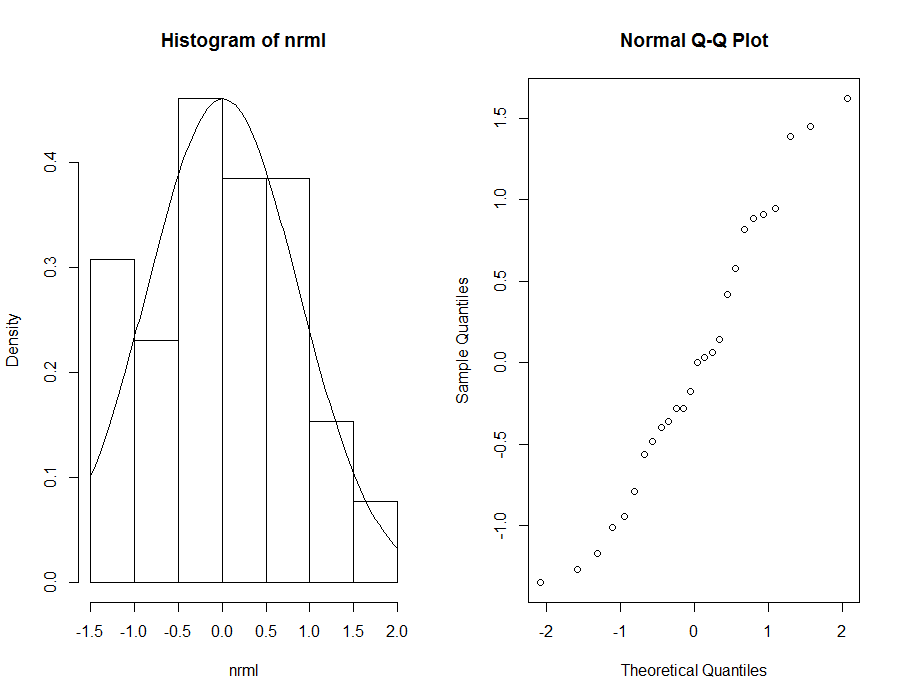 Histogram of nrml
Density
0.0 0.1 0.2 0.3 0.4
-1.5 -1.0 -0.5 0.0 0.5 1.0 1.5 2.0
nrml
Normal Q-Q Plot
Sample Quantiles
-1.0 -0.5 0.0 0.5 1.0 1.5
-2 -1 0 1 2
Theoretical Quantiles